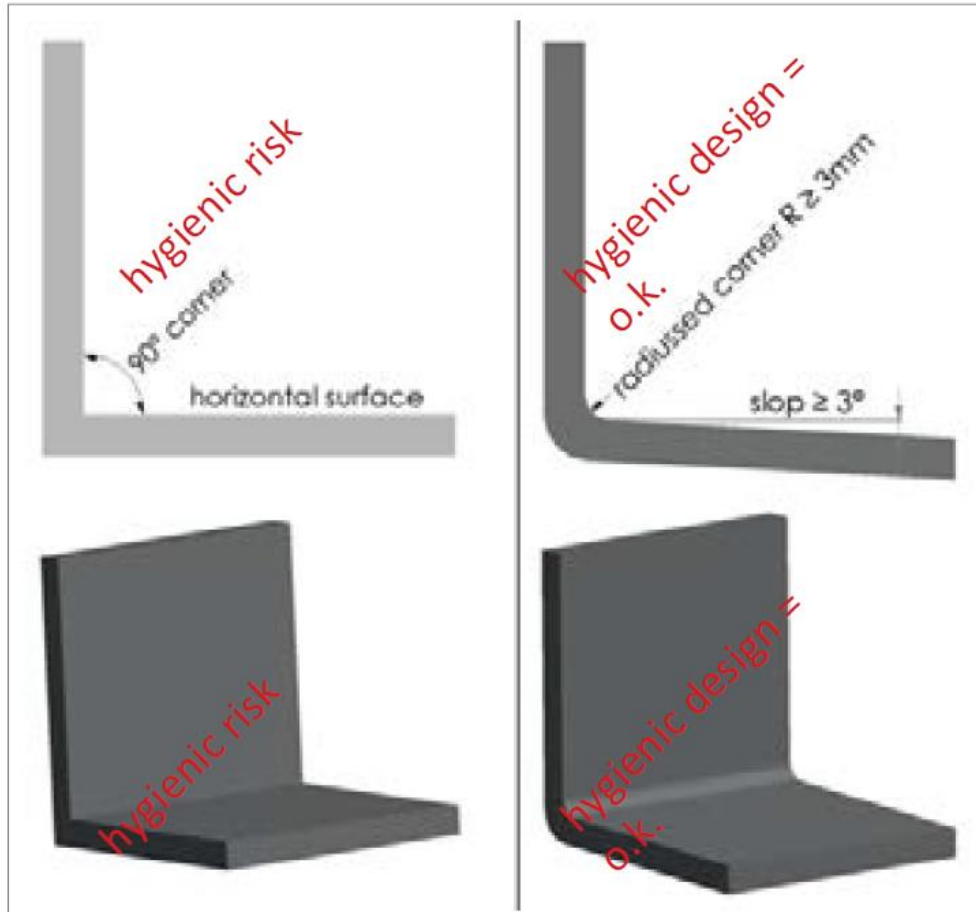 hygienic risk
90° corner
horizontal surface
hygienic design =
o.k.
radiussed corner R ≥ 3mm
slop ≥ 3°
hygienic risk
hygienic design =
o.k.